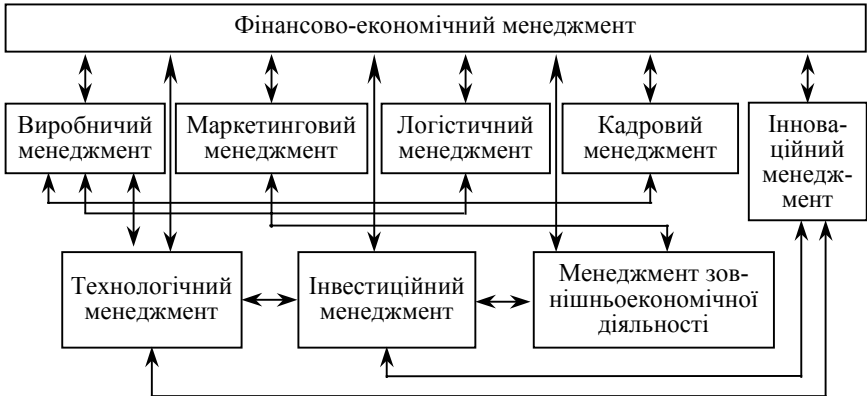 Фінансово-економічний менеджмент
Виробничий
менеджмент
Маркетинговий
менеджмент
Логістичний
менеджмент
Кадровий
менеджмент
Іннова-
ційний
менедж-
мент
Технологічний
менеджмент
Інвестиційний
менеджмент
Менеджмент зов-
нішньоекономічної
діяльності